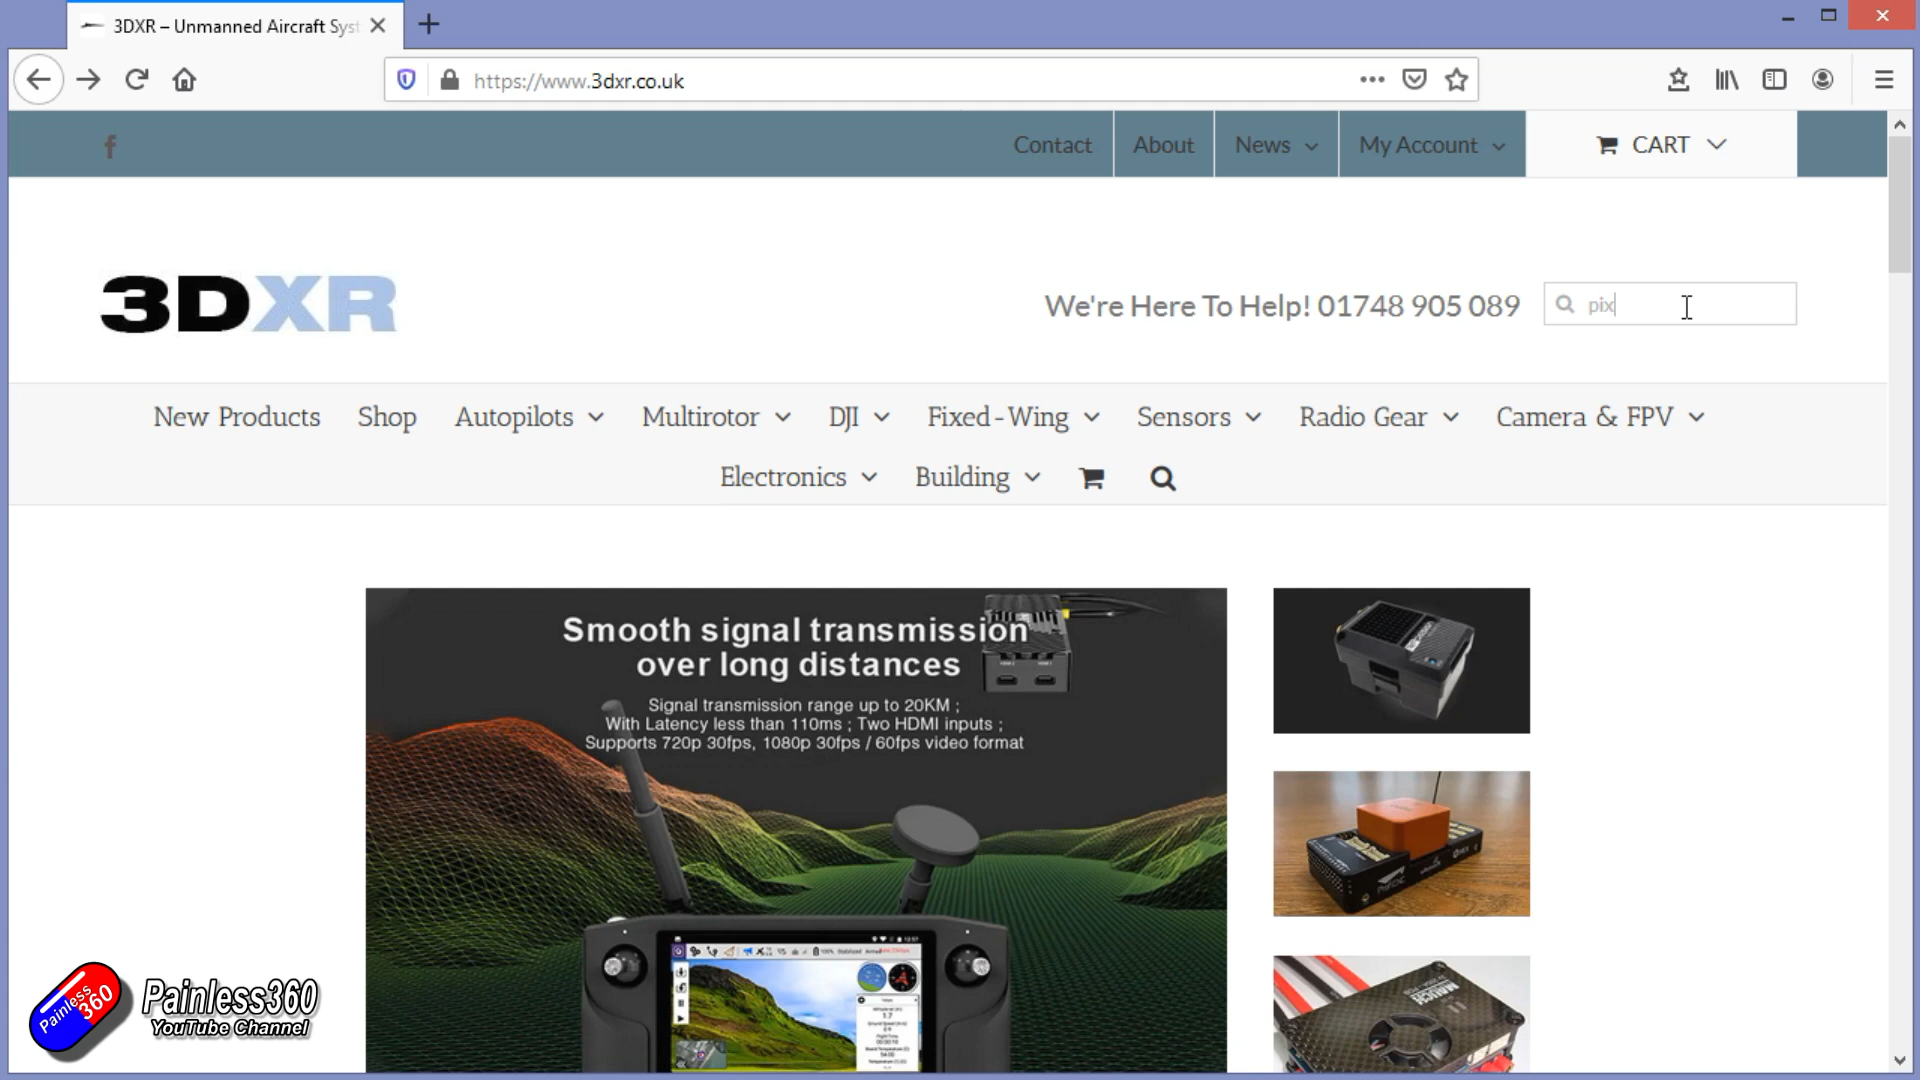 3DXR – Unmanned Aircraft Syst
https://www.3dxr.co.uk
Contact
About
News
My Account
CART
3DXR
We're Here To Help! 01748 905 089
pix
New Products
Shop
Autopilots
Multirotor
DJI
Fixed-Wing
Sensors
Radio Gear
Camera & FPV
Electronics
Building
Smooth signal transmission
over long distances
Signal transmission range up to 20KM ;
With Latency less than 110ms ; Two HDMI inputs ;
Supports 720p 30fps, 1080p 30fps / 60fps video format
MAUCH
Painless360
Painless360
YouTube Channel